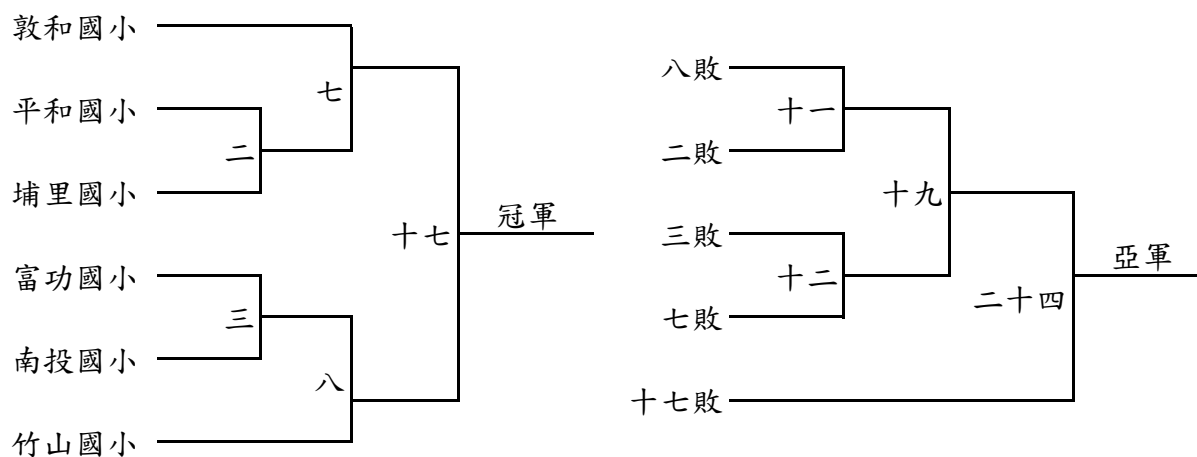 敦和國小
七
平和國小
二
埔里國小
十七
冠軍
富功國小
三
南投國小
八
竹山國小
八敗
十一
二敗
十九
三敗
十二
七敗
二十四
亞軍
十七敗